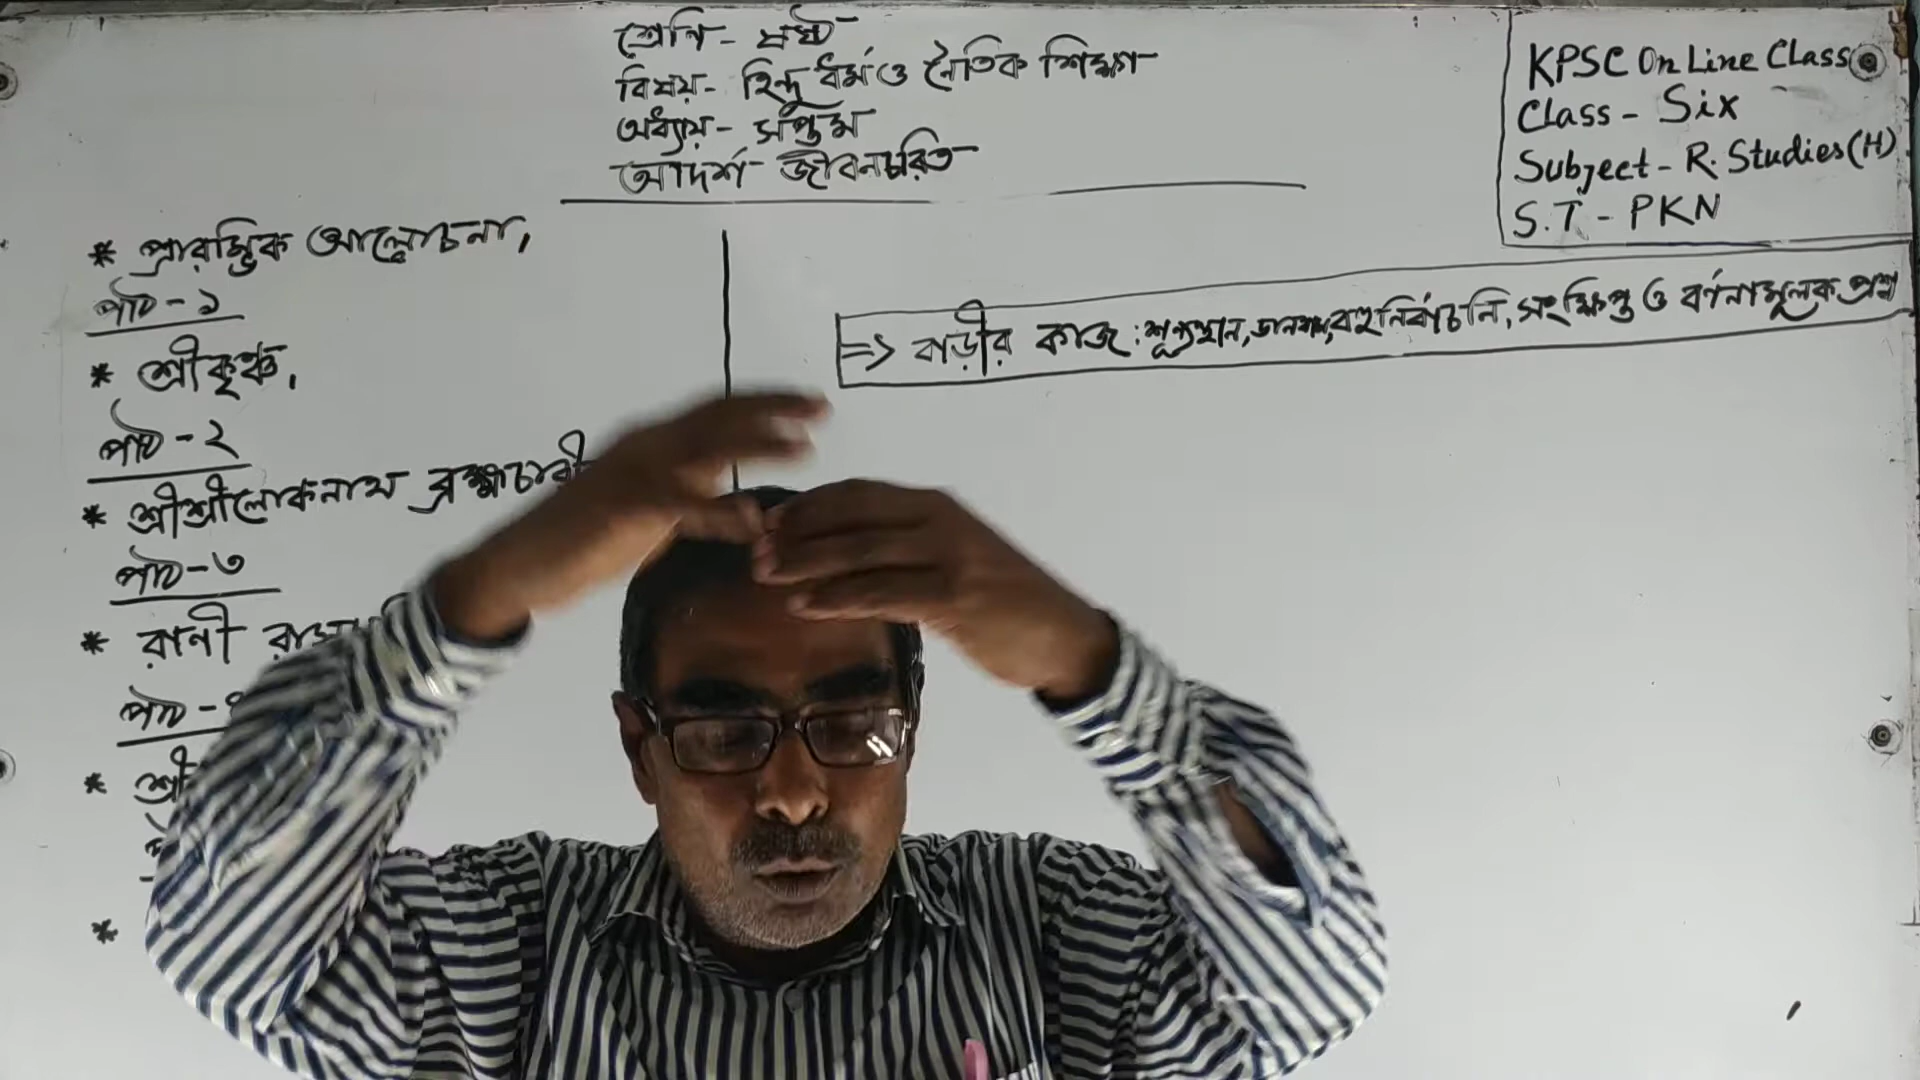 শ্রেণি - ষষ্ঠ
বিষয় - হিন্দু ধর্ম ও নৈতিক শিক্ষা
অধ্যায় - সপ্তম
আদর্শ জীবনচরিত
KPSC On Line Class
Class - Six
Subject - R. Studies (H)
S.T - PKN
* প্রারম্ভিক আলোচনা,
পাঠ - ১
* শ্রীকৃষ্ণ,
পাঠ - ২
* শ্রীশ্রীলোকনাথ ব্রহ্মচারী
পাঠ - ৩
* রাণী
পাঠ -
* শ্রী
*
=> বাড়ীর কাজ : শূণ্যস্থান, ডানবাম, বহুনির্বাচনি, সংক্ষিপ্ত ও বর্ণনামূলক প্রশ্ন